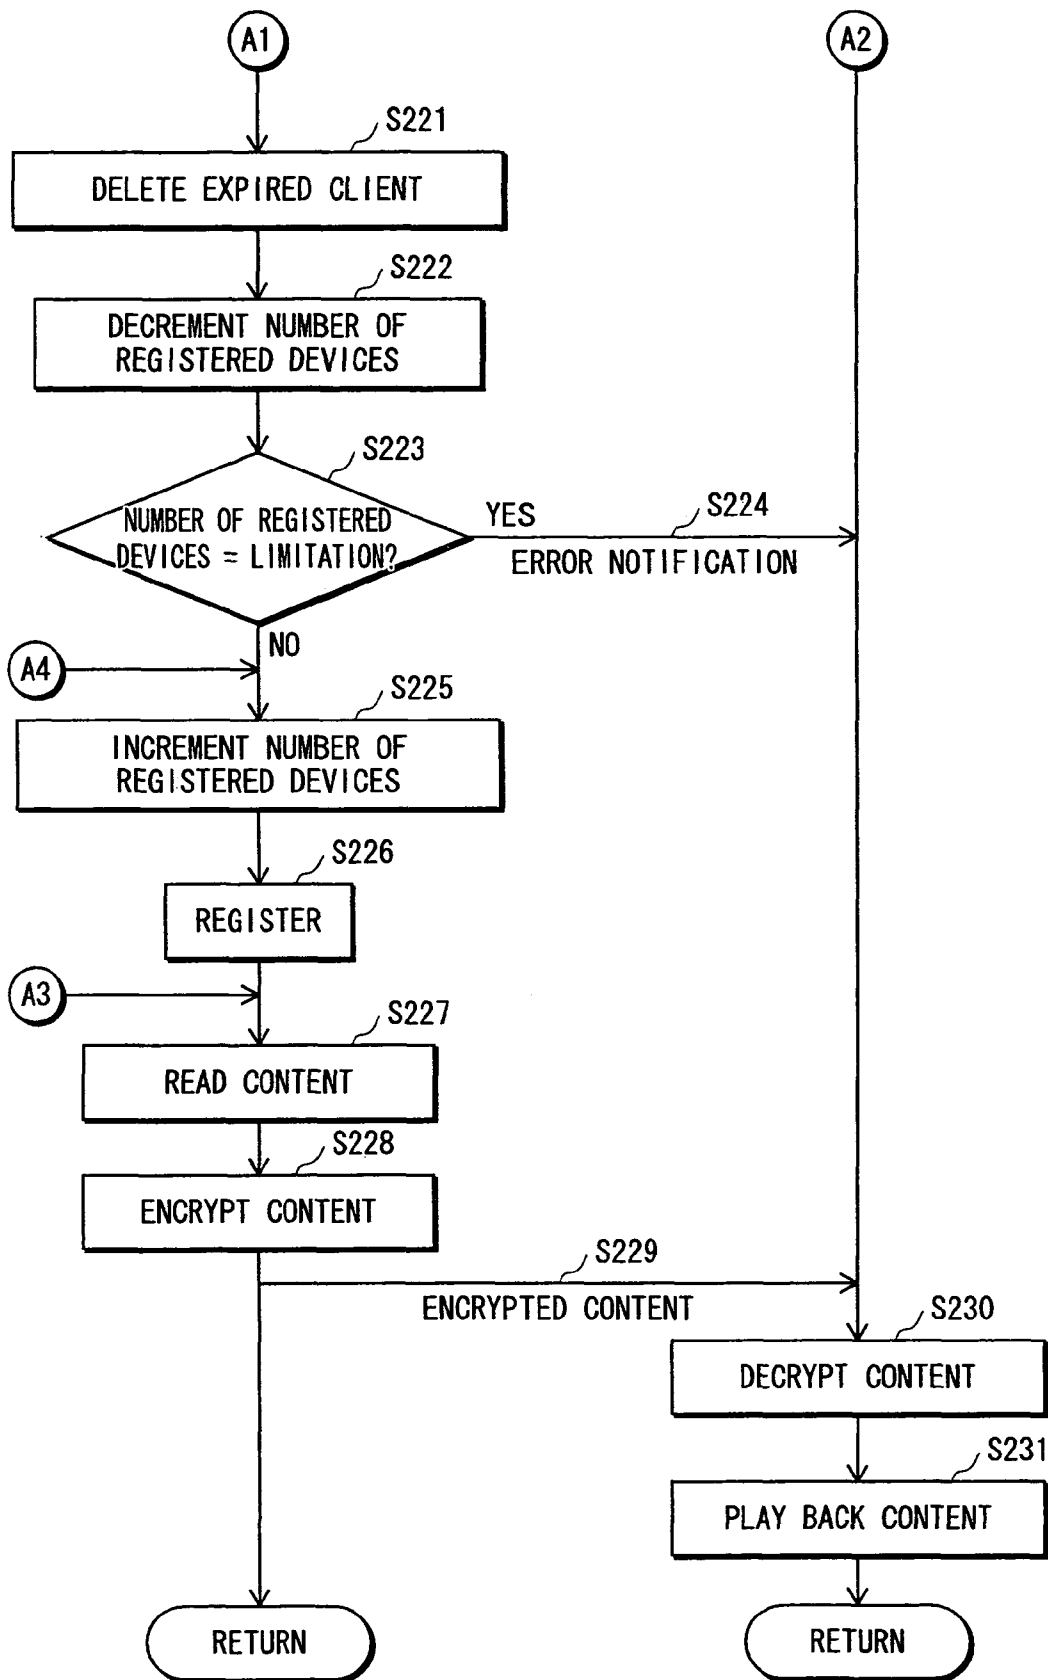 A1
A2
S221
DELETE EXPIRED CLIENT
S222
DECREMENT NUMBER OF
REGISTERED DEVICES
S223
NUMBER OF REGISTERED
DEVICES = LIMITATION?
YES
S224
ERROR NOTIFICATION
NO
A4
S225
INCREMENT NUMBER OF
REGISTERED DEVICES
S226
REGISTER
A3
S227
READ CONTENT
S228
ENCRYPT CONTENT
S229
ENCRYPTED CONTENT
S230
DECRYPT CONTENT
S231
PLAY BACK CONTENT
RETURN
RETURN